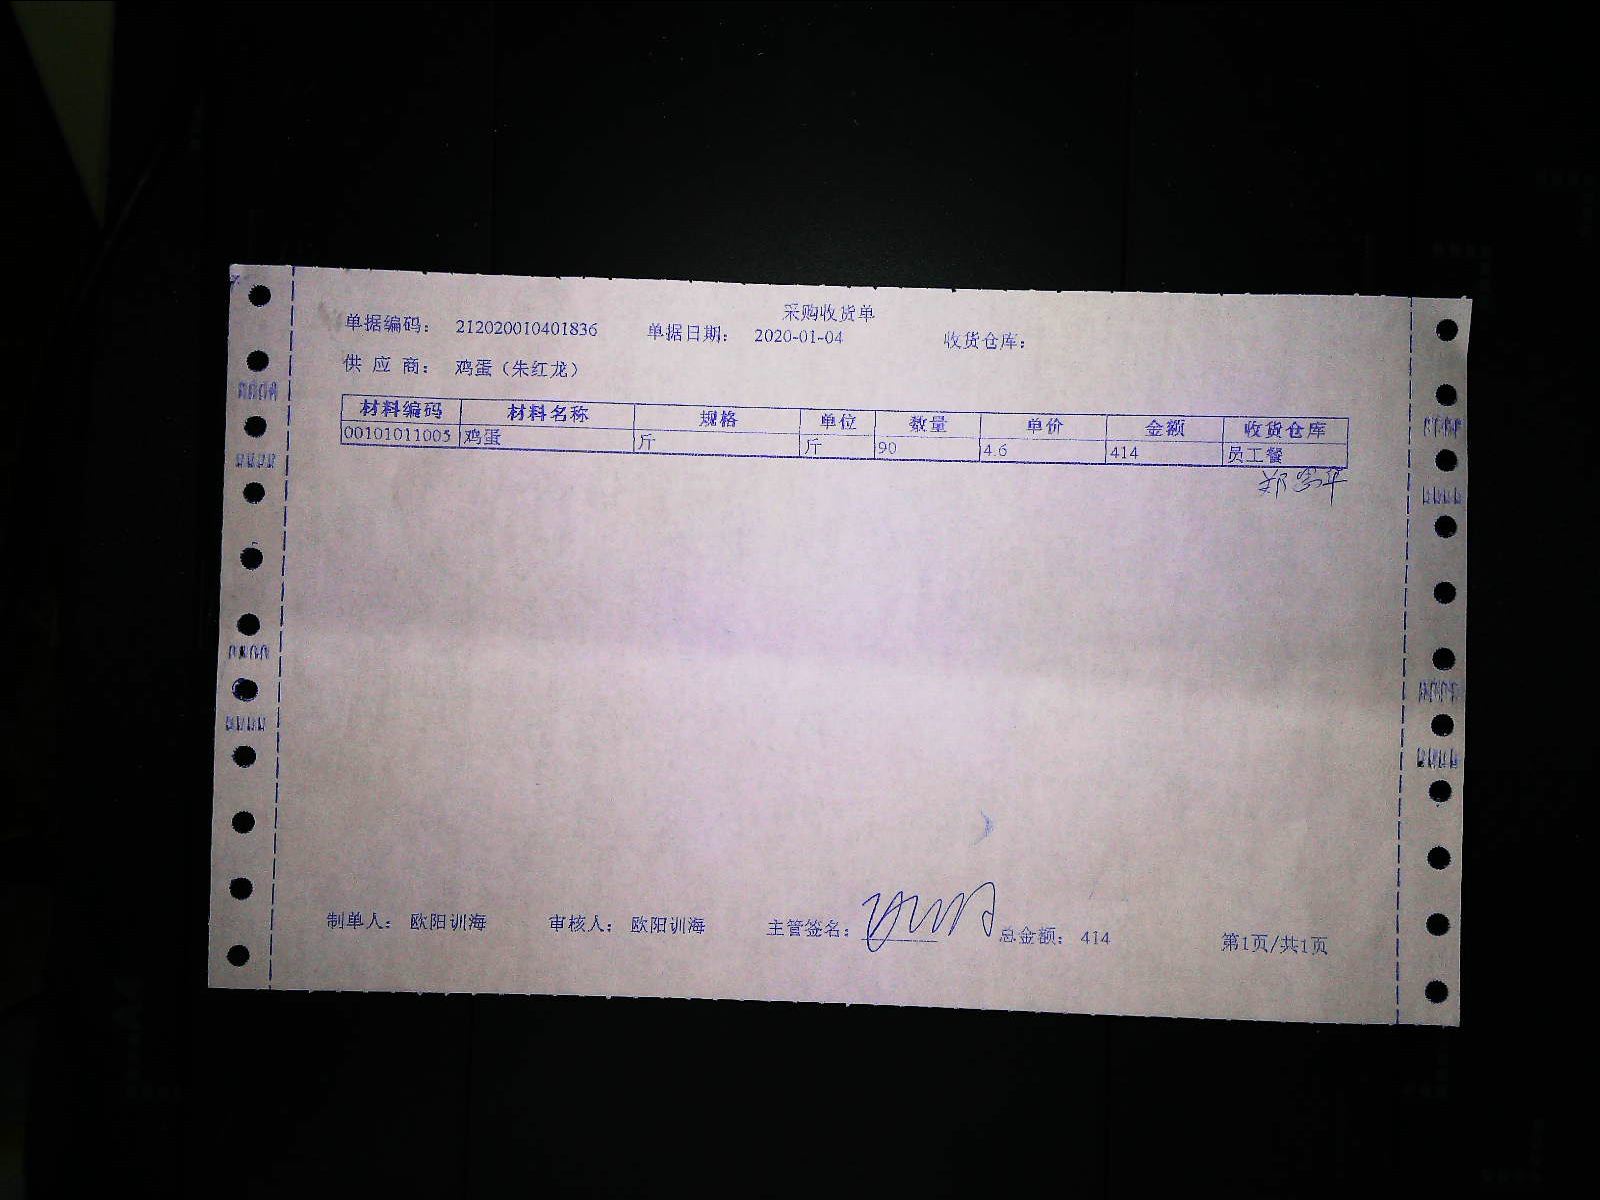 采购收货单
单据编码： 212020010401836 单据日期： 2020-01-04 收货仓库：
供 应 商： 鸡蛋（朱红龙）
材料编码 材料名称 规格 单位 数量 单价 金额 收货仓库
00101011005 鸡蛋 斤 斤 90 4.6 414 员工餐
制单人： 欧阳训海 审核人： 欧阳训海 主管签名： 总金额： 414 第1页/共1页